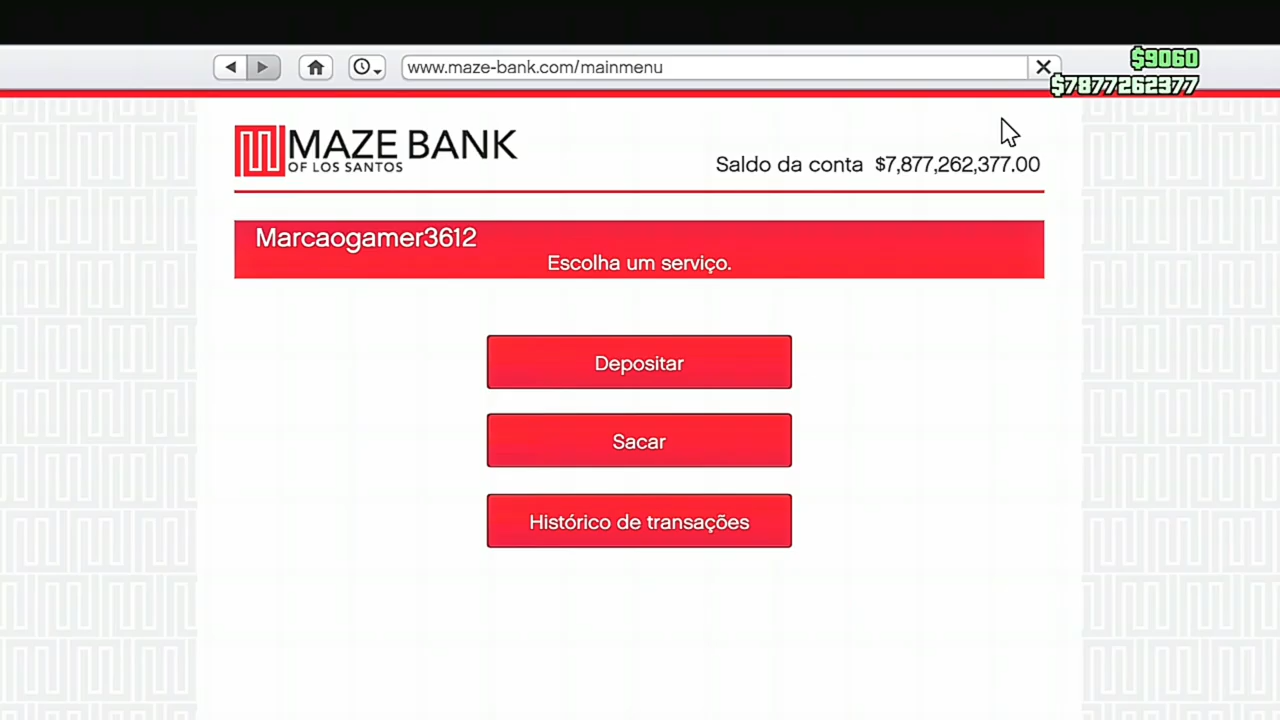 www.maze-bank.com/mainmenu
$9060
$7877262377
MAZE BANK
OF LOS SANTOS
Saldo da conta $7,877,262,377.00
Marcaogamer3612
Escolha um serviço.
Depositar
Sacar
Histórico de transações